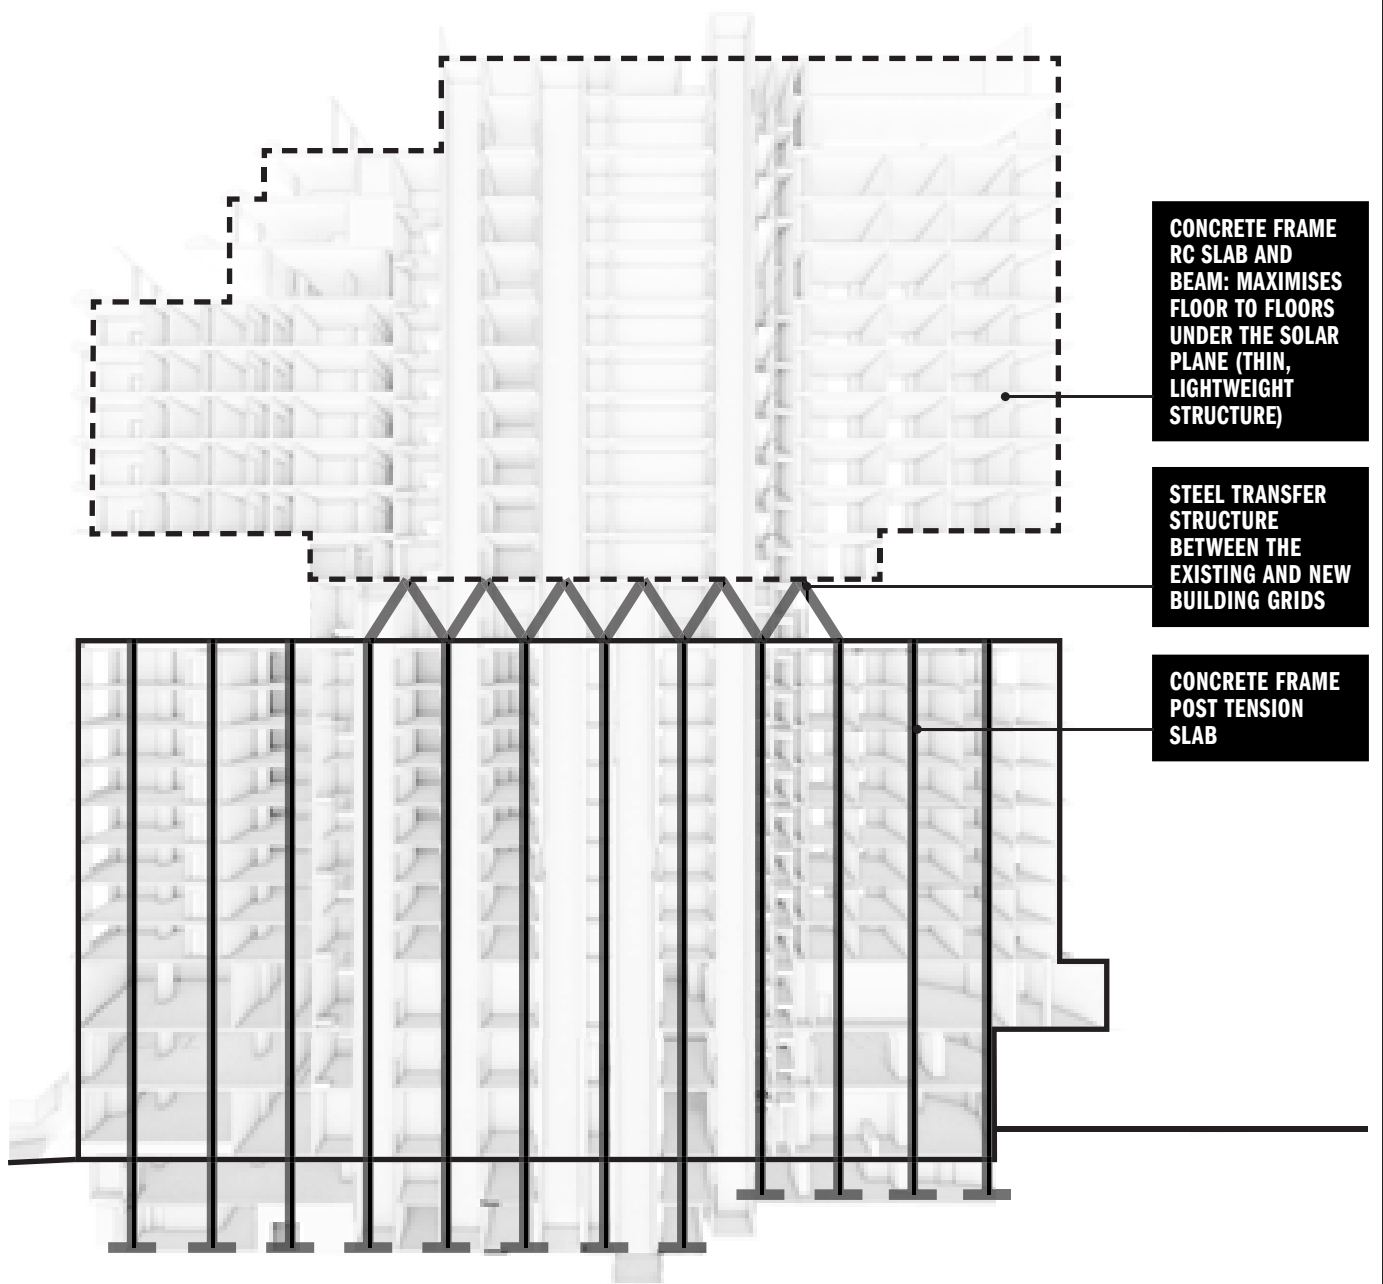 CONCRETE FRAME
RC SLAB AND
BEAM: MAXIMISES
FLOOR TO FLOORS
UNDER THE SOLAR
PLANE (THIN,
LIGHTWEIGHT
STRUCTURE)
STEEL TRANSFER
STRUCTURE
BETWEEN THE
EXISTING AND NEW
BUILDING GRIDS
CONCRETE FRAME
POST TENSION
SLAB